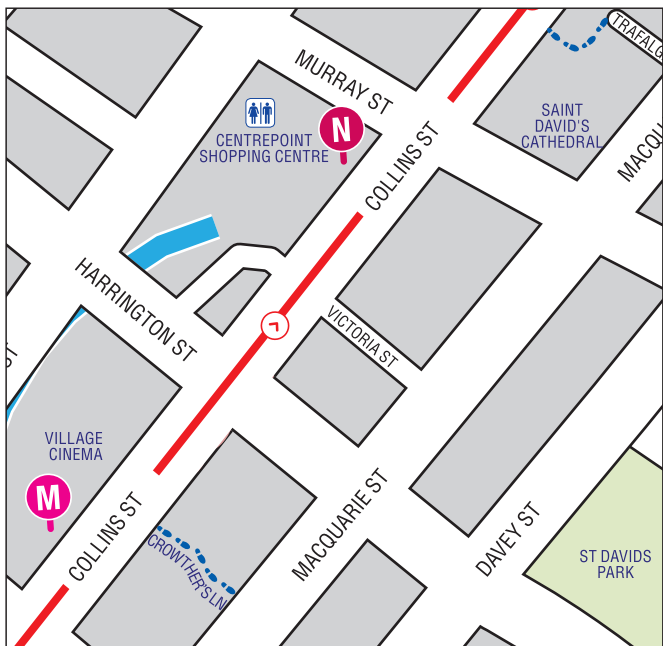 TRAFALG
MURRAY ST
N
SAINT
DAVID'S
CATHEDRAL
CENTREPOINT
SHOPPING CENTRE
COLLINS ST
MACQU
HARRINGTON ST
VICTORIA ST
ST
VILLAGE
CINEMA
M
COLLINS ST
CROWTHER'S LN
MACQUARIE ST
DAVEY ST
ST DAVIDS
PARK